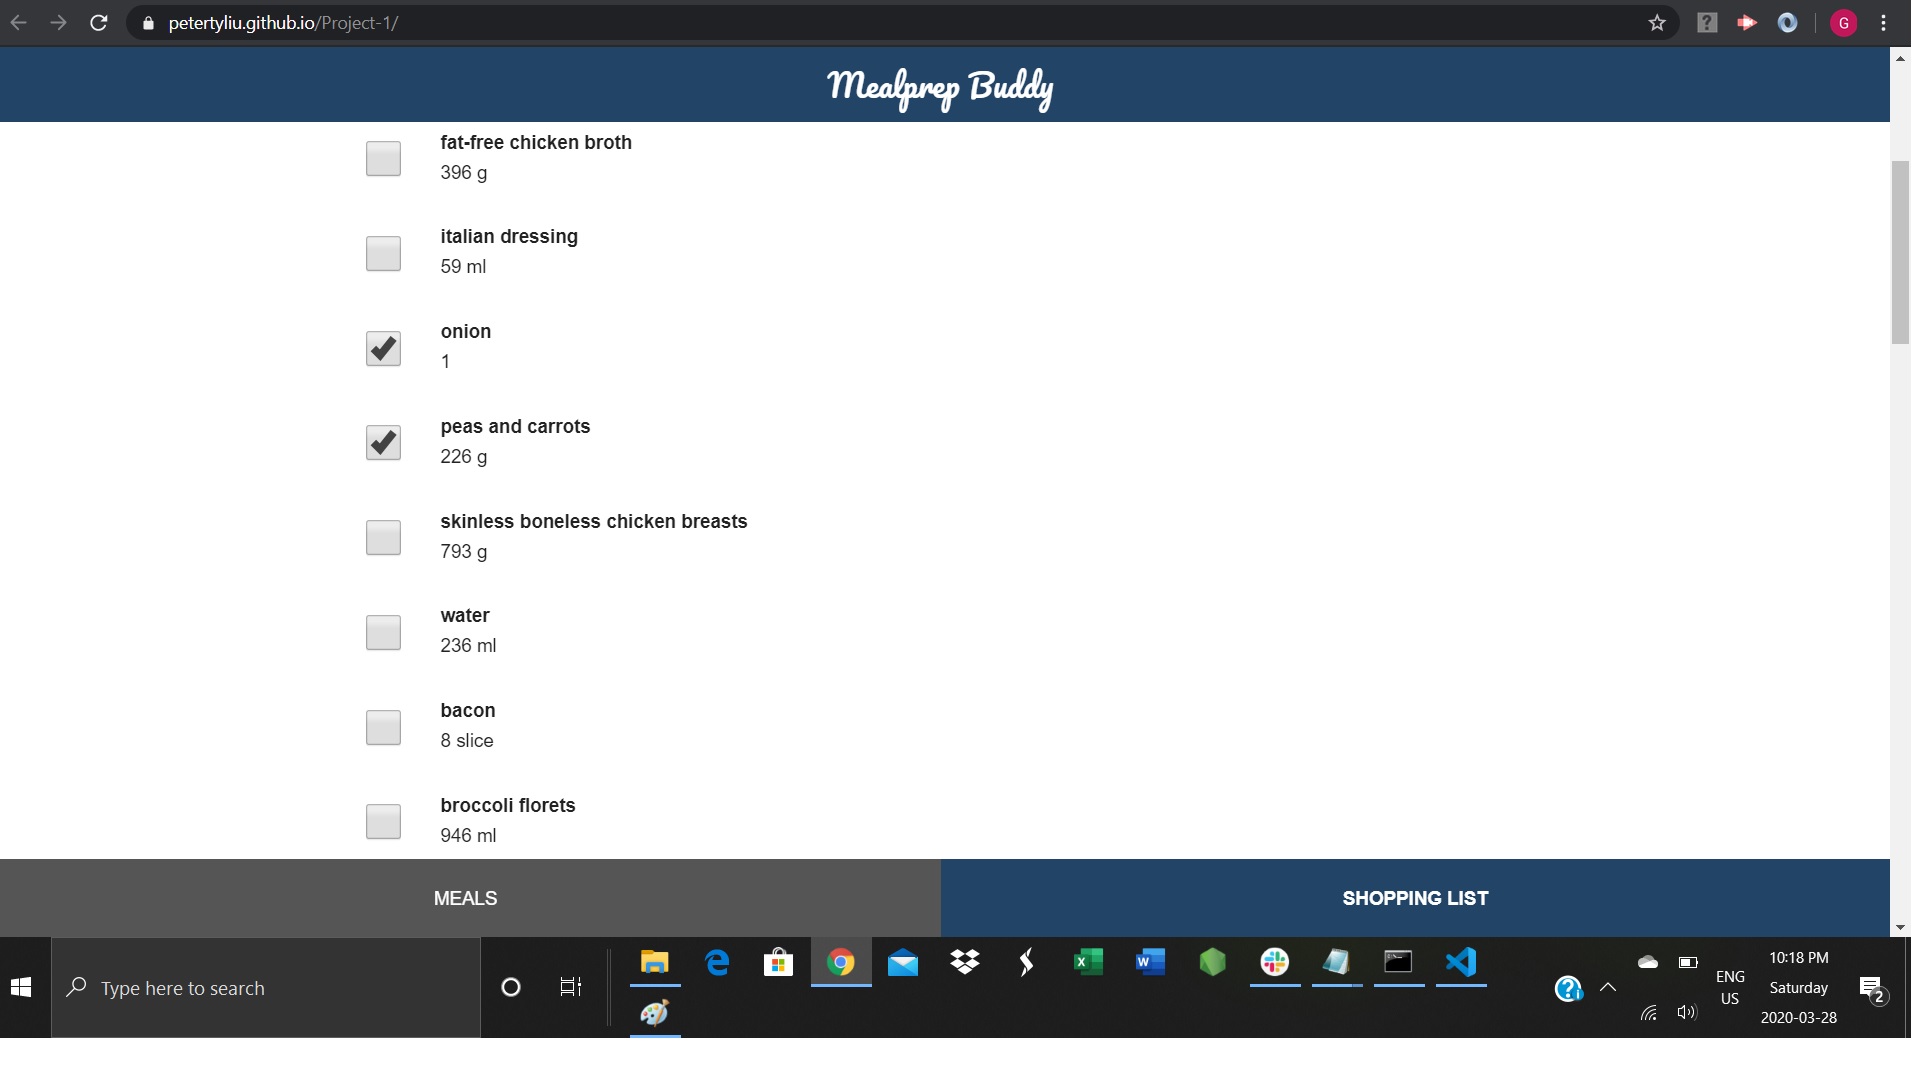 petertyliu.github.io/Project-1/
G
Mealprep Buddy
fat-free chicken broth
396 g
italian dressing
59 ml
onion
1
peas and carrots
226 g
skinless boneless chicken breasts
793 g
water
236 ml
bacon
8 slice
broccoli florets
946 ml
MEALS
SHOPPING LIST
Type here to search
ENG
US
10:18 PM
Saturday
2020-03-28
2